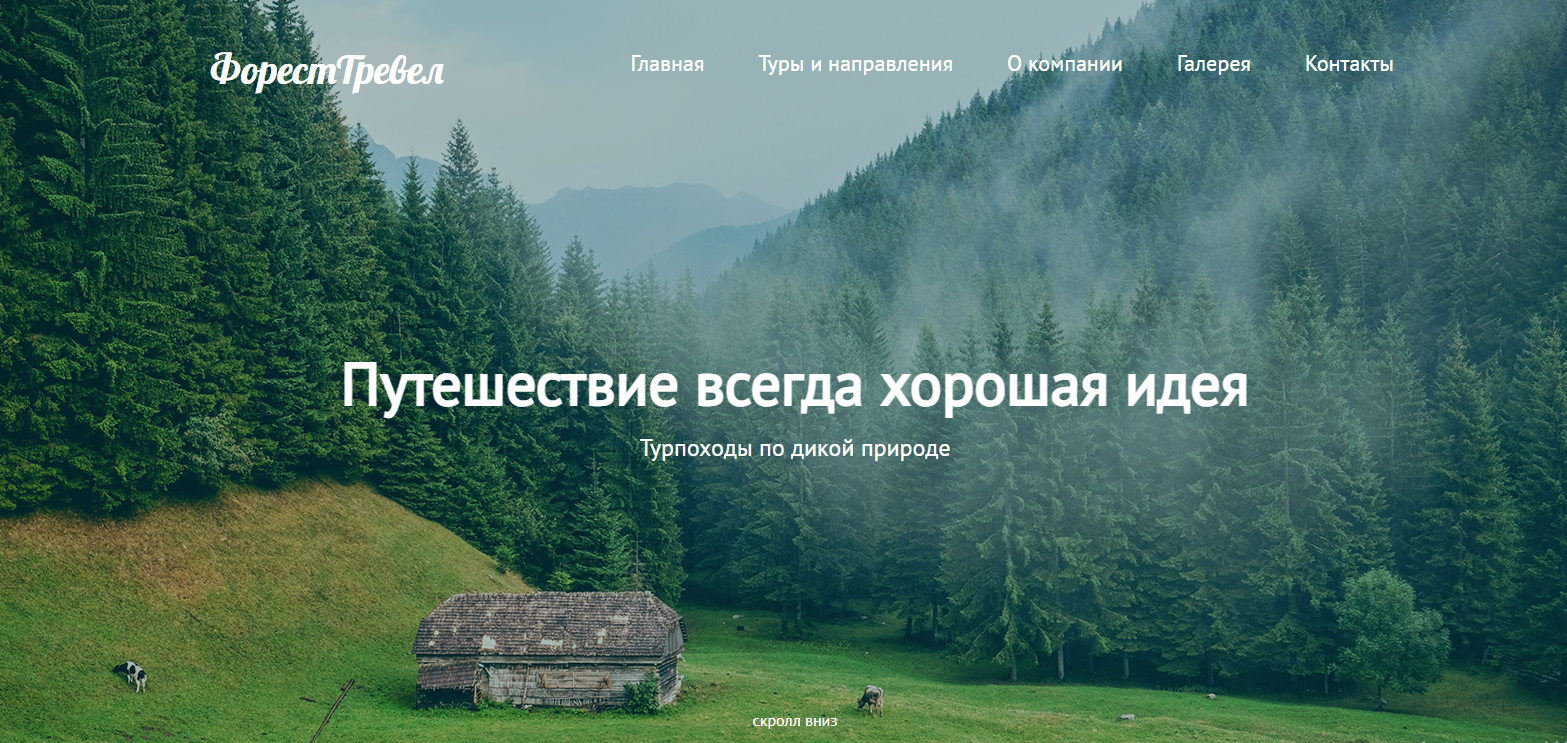 ФорестТревел
Главная Туры и направления О компании Галерея Контакты
Путешествие всегда хорошая идея
Турпоходы по дикой природе
скролл вниз